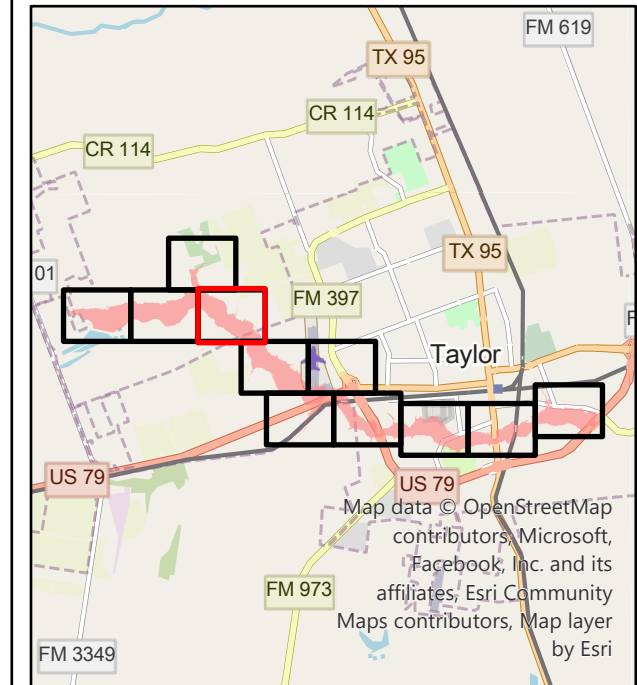 FM 619
TX 95
CR 114
CR 114
TX 95
01
FM 397
Taylor
US 79
US 79
Map data © OpenStreetMap
contributors, Microsoft,
Facebook, Inc. and its
affiliates, Esri Community
Maps contributors, Map layer
by Esri
FM 973
FM 3349